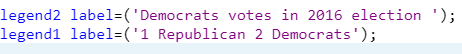 legend2 label=('Democrats votes in 2016 election ');
legend1 label=('1 Republican 2 Democrats');